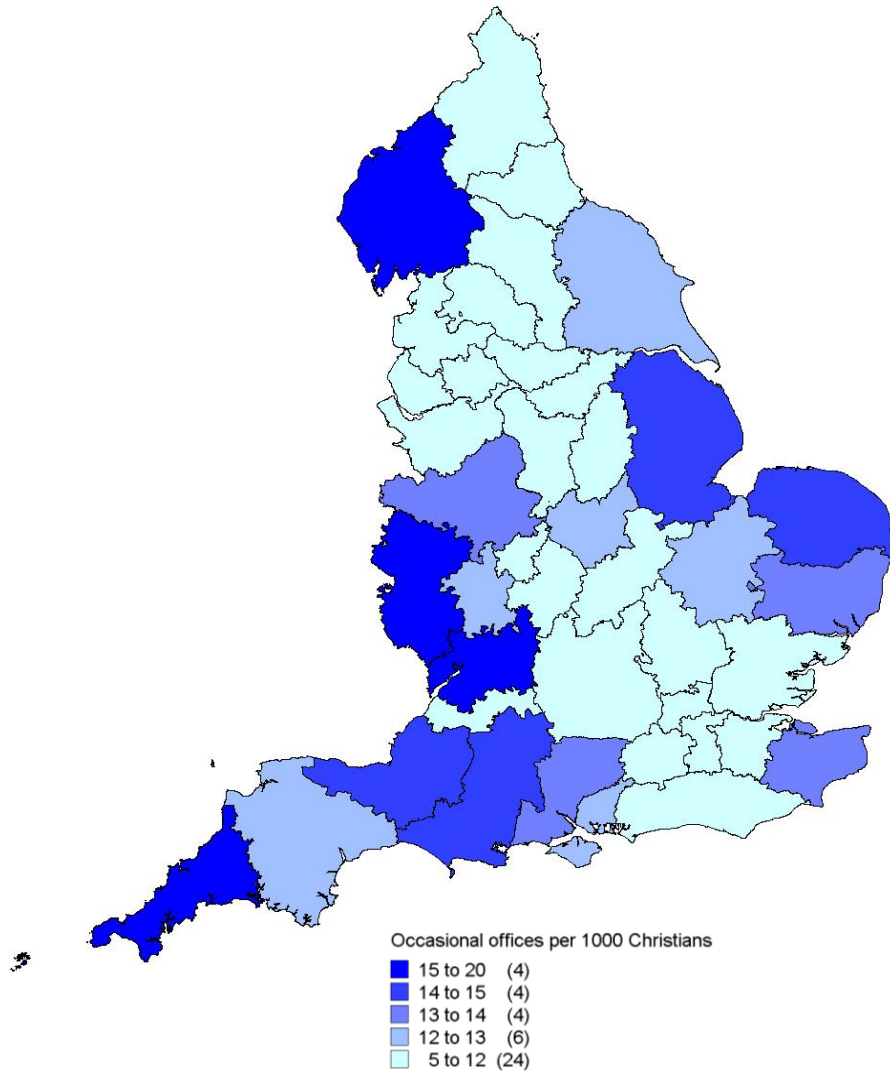 Occasional offices per 1000 Christians
15 to 20 (4)
14 to 15 (4)
13 to 14 (4)
12 to 13 (6)
5 to 12 (24)